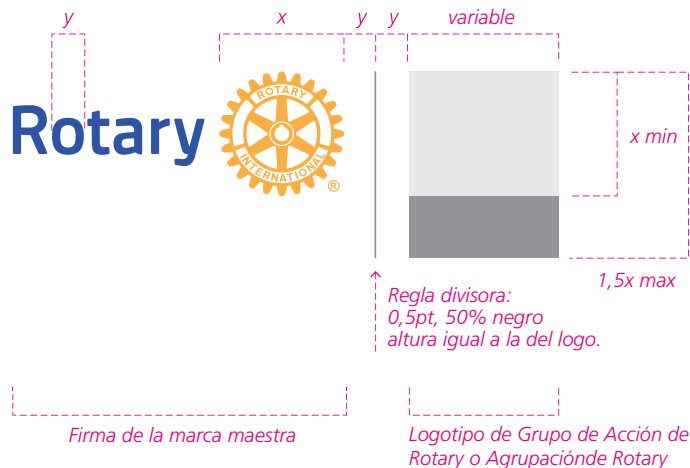 y
x
y
y
variable
Rotary
ROTARY
INTERNATIONAL
®
x min
1,5x max
Regla divisora:
0,5pt, 50% negro
altura igual a la del logo.
Firma de la marca maestra
Logotipo de Grupo de Acción de
Rotary o Agrupaciónde Rotary